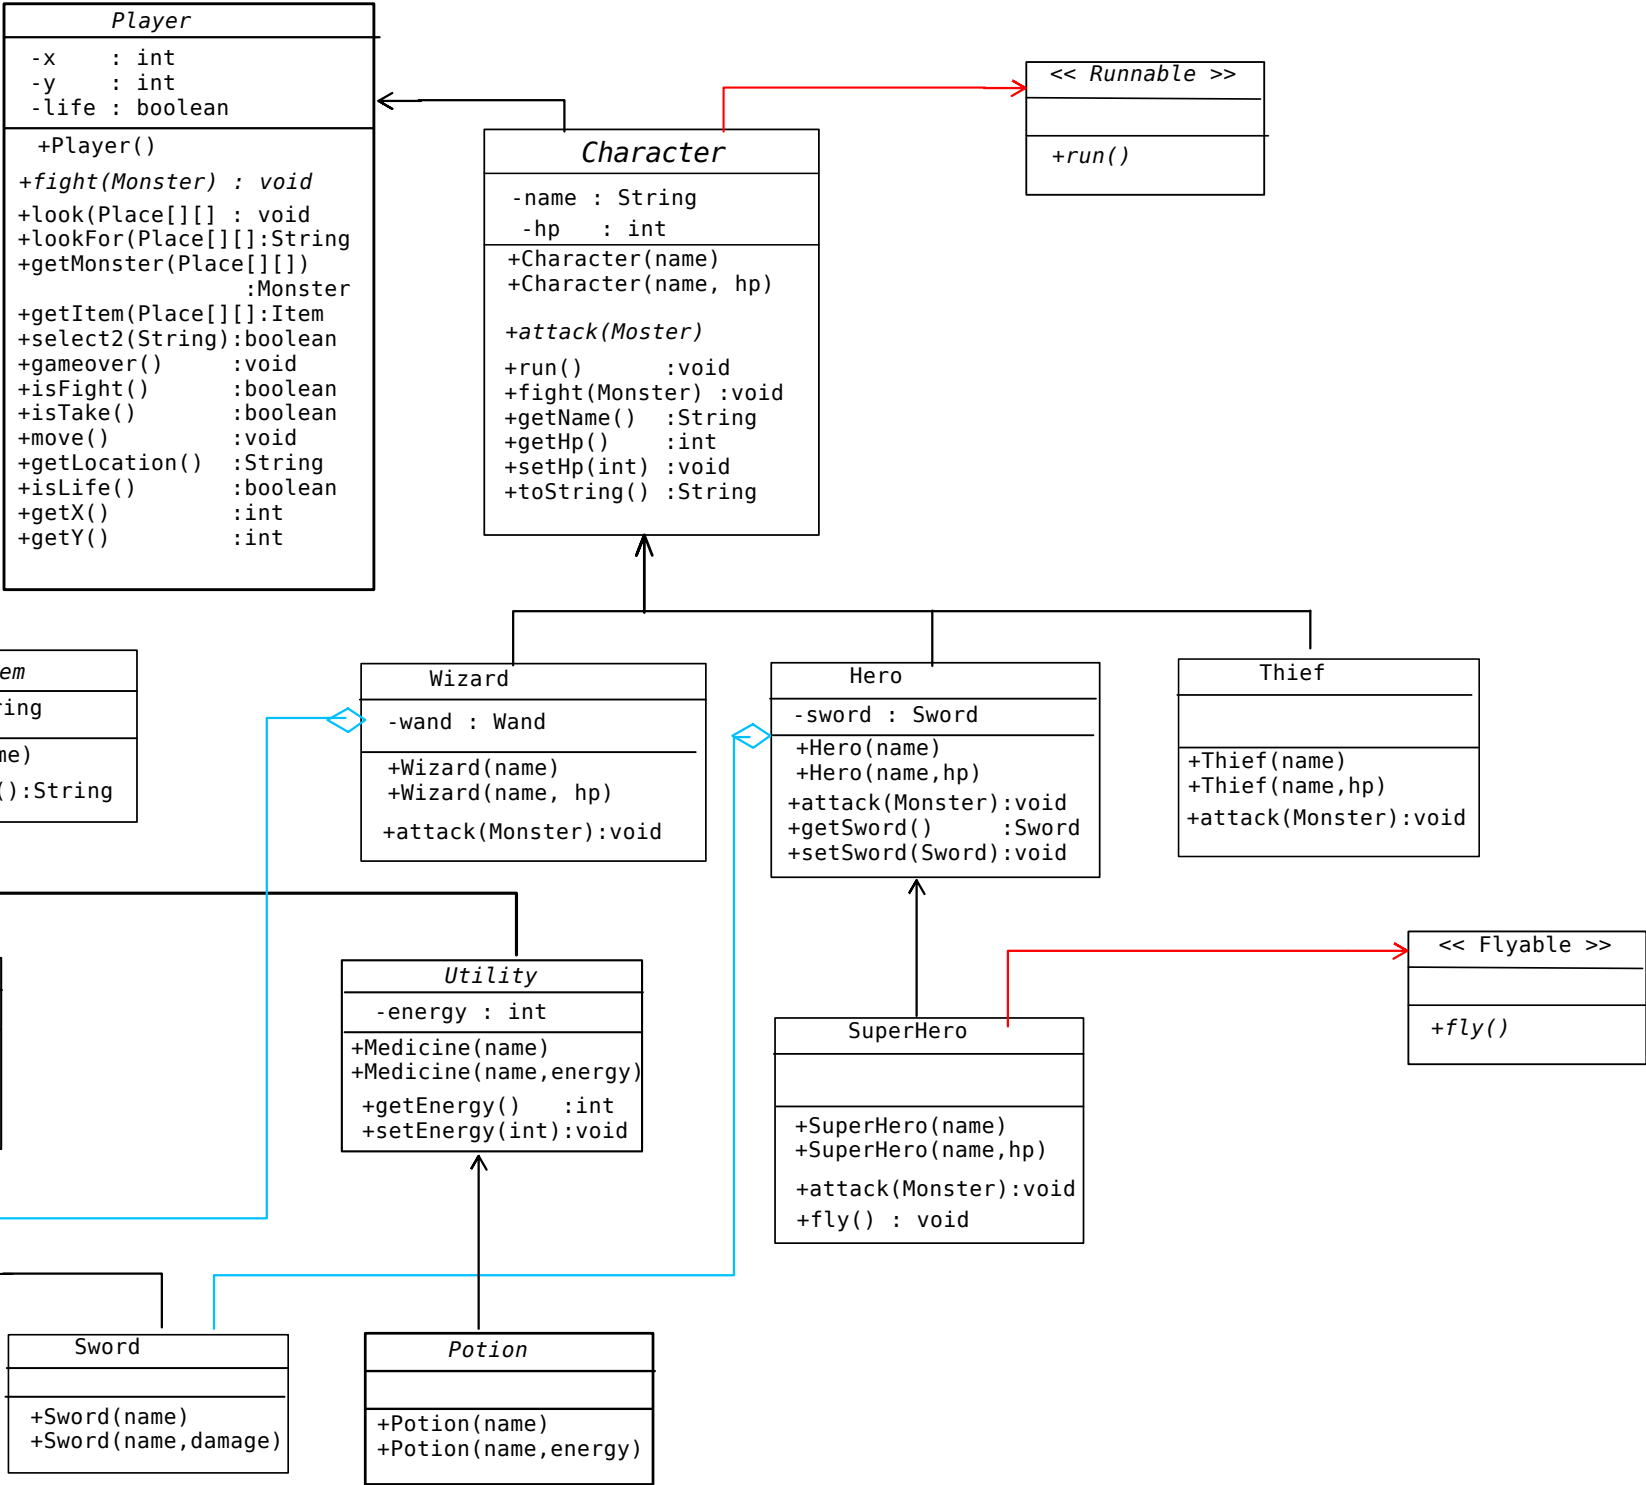 Player
-x    : int
-y    : int
-life : boolean
+Player()
+fight(Monster) : void
+look(Place[][] : void
+lookFor(Place[][]:String
+getMonster(Place[][])
:Monster
+getItem(Place[][]:Item
+select2(String):boolean
+gameover()     :void
+isFight()      :boolean
+isTake()       :boolean
+move()         :void
+getLocation()  :String
+isLife()       :boolean
+getX()         :int
+getY()         :int
Character
-name : String
-hp   : int
+Character(name)
+Character(name, hp)
+attack(Moster)
+run()      :void
+fight(Monster) :void
+getName()  :String
+getHp()    :int
+setHp(int) :void
+toString() :String
<< Runnable >>
+run()
em
ring
me)
():String
Wizard
-wand : Wand
+Wizard(name)
+Wizard(name, hp)
+attack(Monster):void
Hero
-sword : Sword
+Hero(name)
+Hero(name,hp)
+attack(Monster):void
+getSword()     :Sword
+setSword(Sword):void
Thief
+Thief(name)
+Thief(name,hp)
+attack(Monster):void
Utility
-energy : int
+Medicine(name)
+Medicine(name,energy)
+getEnergy()   :int
+setEnergy(int):void
SuperHero
+SuperHero(name)
+SuperHero(name,hp)
+attack(Monster):void
+fly() : void
<< Flyable >>
+fly()
Sword
+Sword(name)
+Sword(name,damage)
Potion
+Potion(name)
+Potion(name,energy)